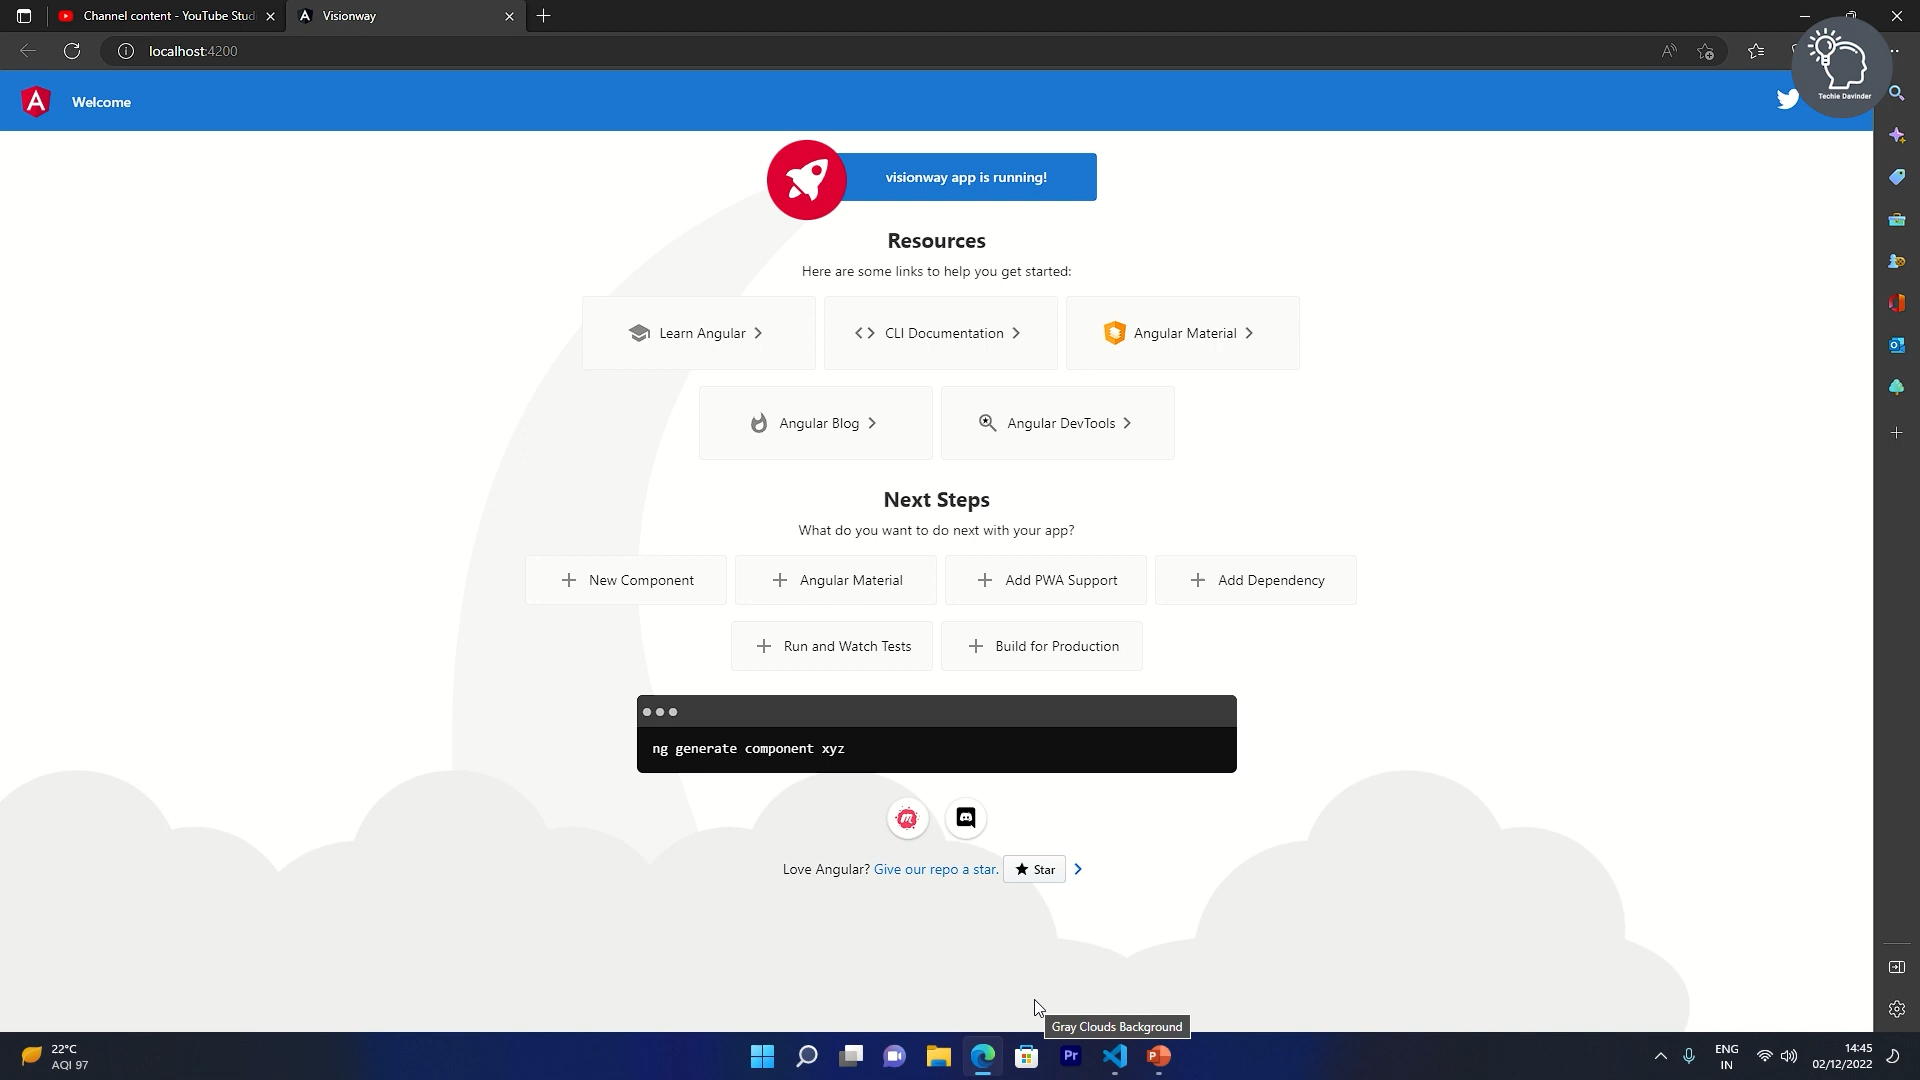 Channel content - YouTube Stud
Visionway
localhost:4200
Techie Davinder
Welcome
visionway app is running!
Resources
Here are some links to help you get started:
Learn Angular
CLI Documentation
Angular Material
Angular Blog
Angular DevTools
Next Steps
What do you want to do next with your app?
New Component
Angular Material
Add PWA Support
Add Dependency
Run and Watch Tests
Build for Production
ng generate component xyz
Love Angular? Give our repo a star. Star
Gray Clouds Background
22°C
AQI 97
Pr
ENG
IN
14:45
02/12/2022